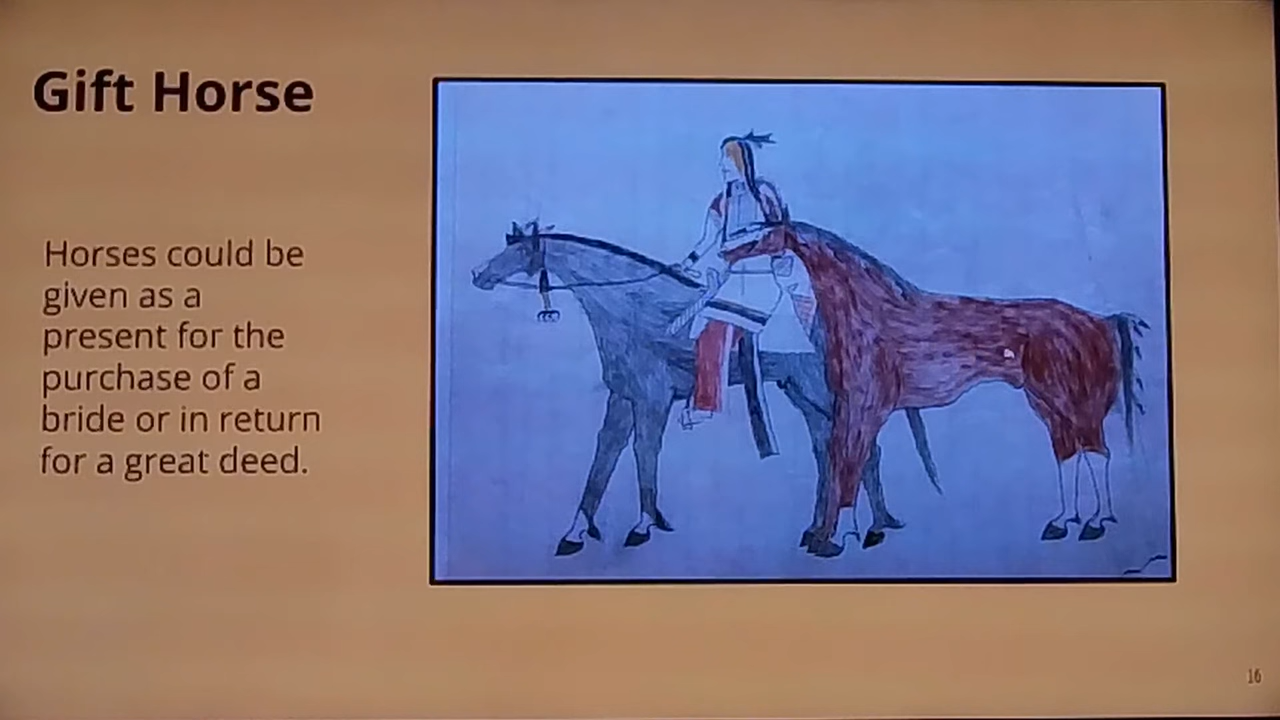 Gift Horse
Horses could be
given as a
present for the
purchase of a
bride or in return
for a great deed.
16